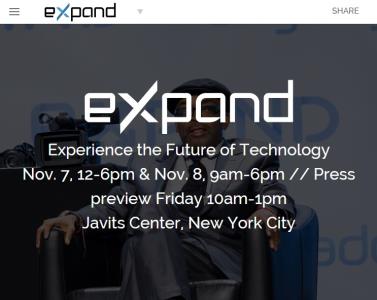 expand
SHARE
expand
Experience the Future of Technology
Nov. 7, 12-6pm & Nov. 8, 9am-6pm // Press
preview Friday 10am-1pm
Javits Center, New York City